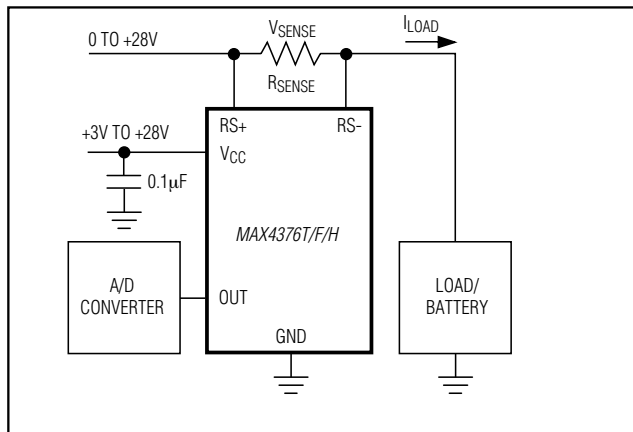 0 TO +28V
VSENSE
ILOAD
RSENSE
RS+
RS-
+3V TO +28V
VCC
0.1μF
MAX4376T/F/H
A/D
CONVERTER
OUT
LOAD/
BATTERY
GND